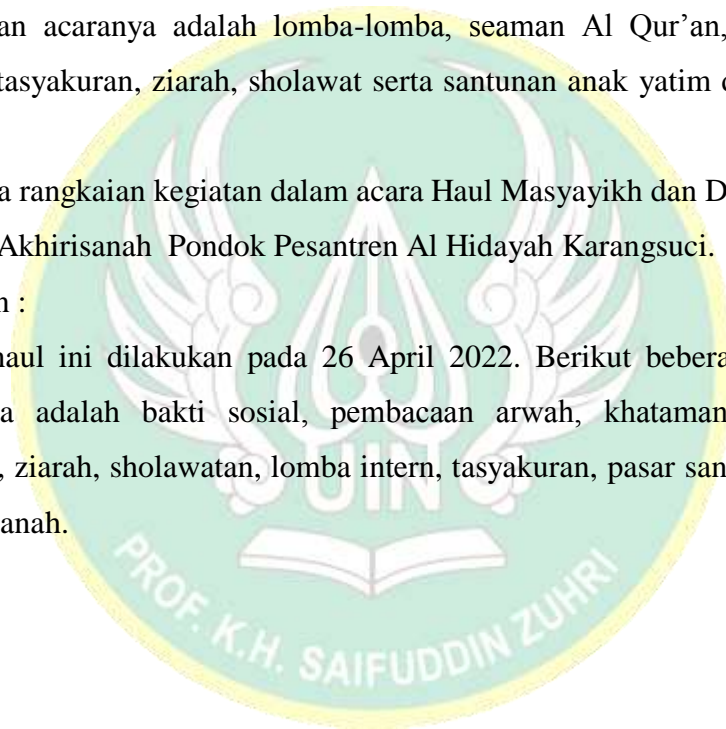 an acaranya adalah lomba-lomba, seaman Al Qur’an,
tasyakuran, ziarah, sholawat serta santunan anak yatim
a rangkaian kegiatan dalam acara Haul Masyayikh dan D
Akhirisanah Pondok Pesantren Al Hidayah Karangsuci.
:
haul ini dilakukan pada 26 April 2022. Berikut bebera
a adalah bakti sosial, pembacaan arwah, khataman
, ziarah, sholawatan, lomba intern, tasyakuran, pasar san
anah.
UIN
PROF. K.H. SAIFUDDIN ZUHRI